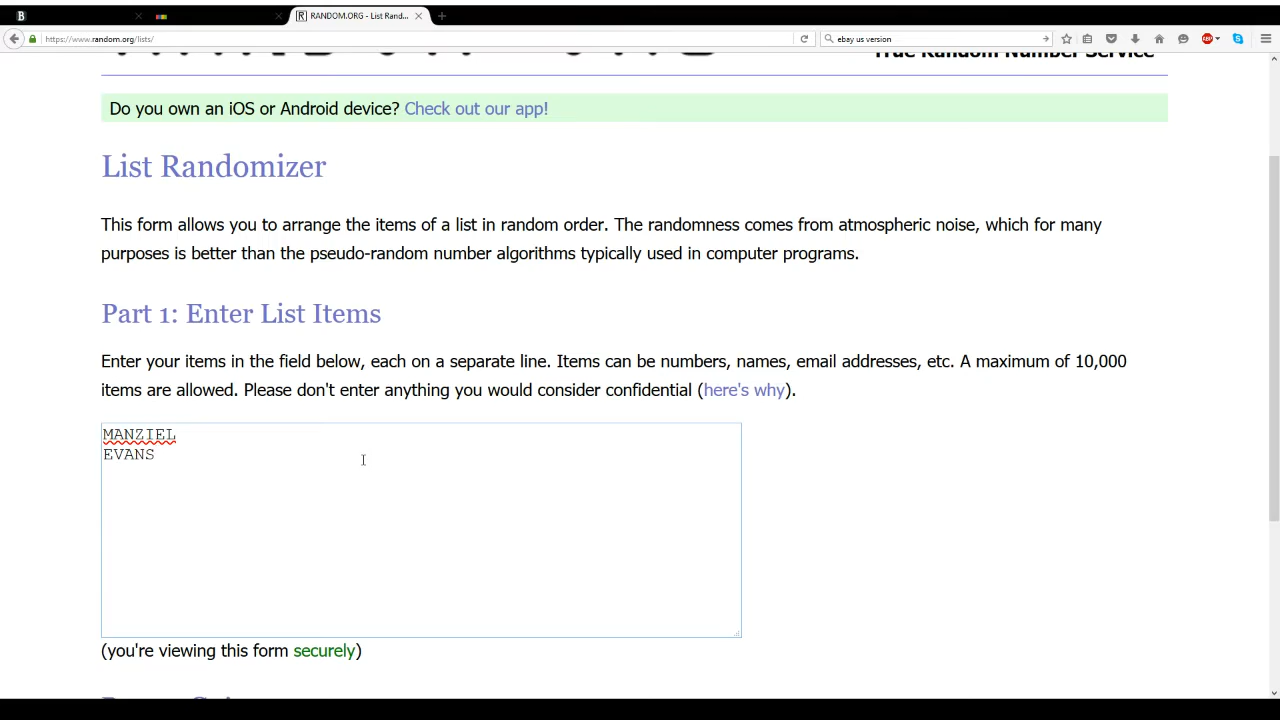 B
RANDOM.ORG - List Rand...
https://www.random.org/lists/
ebay us version
ABP
True Random Number Service
Do you own an iOS or Android device? Check out our app!
List Randomizer
This form allows you to arrange the items of a list in random order. The randomness comes from atmospheric noise, which for many
purposes is better than the pseudo-random number algorithms typically used in computer programs.
Part 1: Enter List Items
Enter your items in the field below, each on a separate line. Items can be numbers, names, email addresses, etc. A maximum of 10,000
items are allowed. Please don't enter anything you would consider confidential (here's why).
MANZIEL
EVANS
(you're viewing this form securely)